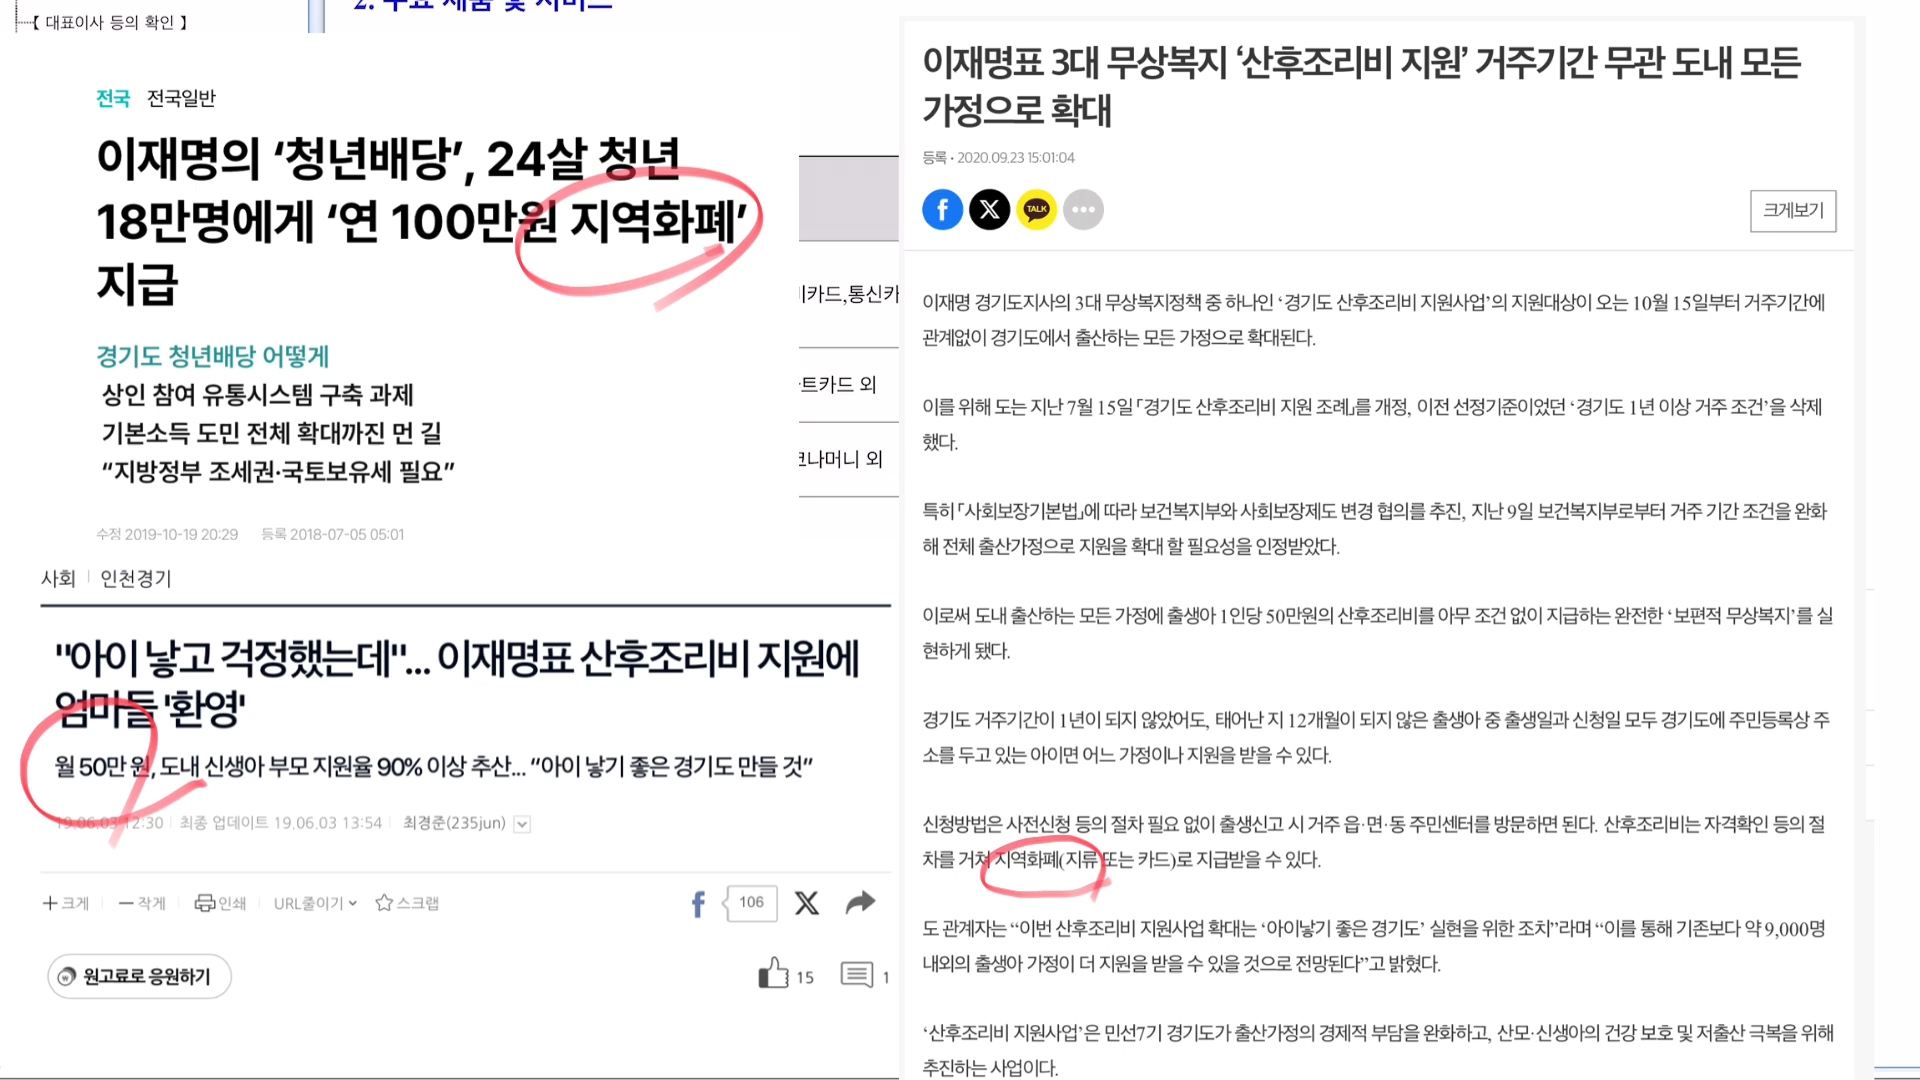 【 대표이사 등의 확인 】
전국 전국일반
이재명의 ‘청년배당’, 24살 청년
18만명에게 ‘연 100만원 지역화폐’
지급
경기도 청년배당 어떻게
상인 참여 유통시스템 구축 과제
기본소득 도민 전체 확대까진 먼 길
“지방정부 조세권·국토보유세 필요”
수정 2019-10-19 20:29 등록 2018-07-05 05:01
카드,통신카
트카드 외
코나머니 외
사회 인천경기
"아이 낳고 걱정했는데"... 이재명표 산후조리비 지원에
엄마들 '환영'
월 50만 원, 도내 신생아 부모 지원율 90% 이상 추산... “아이 낳기 좋은 경기도 만들 것”
19.06.03 12:30 최종 업데이트 19.06.03 13:54 최경준(235jun)
크게 작게 인쇄 URL줄이기 스크랩 106
원고료로 응원하기 15 1
이재명표 3대 무상복지 ‘산후조리비 지원’ 거주기간 무관 도내 모든
가정으로 확대
등록 · 2020.09.23 15:01:04
TALK
크게보기
이재명 경기도지사의 3대 무상복지정책 중 하나인 ‘경기도 산후조리비 지원사업’의 지원대상이 오는 10월 15일부터 거주기간에
관계없이 경기도에서 출산하는 모든 가정으로 확대된다.
이를 위해 도는 지난 7월 15일 「경기도 산후조리비 지원 조례」를 개정, 이전 선정기준이었던 ‘경기도 1년 이상 거주 조건’을 삭제
했다.
특히 「사회보장기본법」에 따라 보건복지부와 사회보장제도 변경 협의를 추진, 지난 9일 보건복지부로부터 거주 기간 조건을 완화
해 전체 출산가정으로 지원을 확대 할 필요성을 인정받았다.
이로써 도내 출산하는 모든 가정에 출생아 1인당 50만원의 산후조리비를 아무 조건 없이 지급하는 완전한 ‘보편적 무상복지’를 실
현하게 됐다.
경기도 거주기간이 1년이 되지 않았어도, 태어난 지 12개월이 되지 않은 출생아 중 출생일과 신청일 모두 경기도에 주민등록상 주
소를 두고 있는 아이면 어느 가정이나 지원을 받을 수 있다.
신청방법은 사전신청 등의 절차 필요 없이 출생신고 시 거주 읍·면·동 주민센터를 방문하면 된다. 산후조리비는 자격확인 등의 절
차를 거쳐 지역화폐(지류 또는 카드)로 지급받을 수 있다.
도 관계자는 “이번 산후조리비 지원사업 확대는 ‘아이낳기 좋은 경기도’ 실현을 위한 조치”라며 “이를 통해 기존보다 약 9,000명
내외의 출생아 가정이 더 지원을 받을 수 있을 것으로 전망된다”고 밝혔다.
‘산후조리비 지원사업’은 민선7기 경기도가 출산가정의 경제적 부담을 완화하고, 산모·신생아의 건강 보호 및 저출산 극복을 위해
추진하는 사업이다.